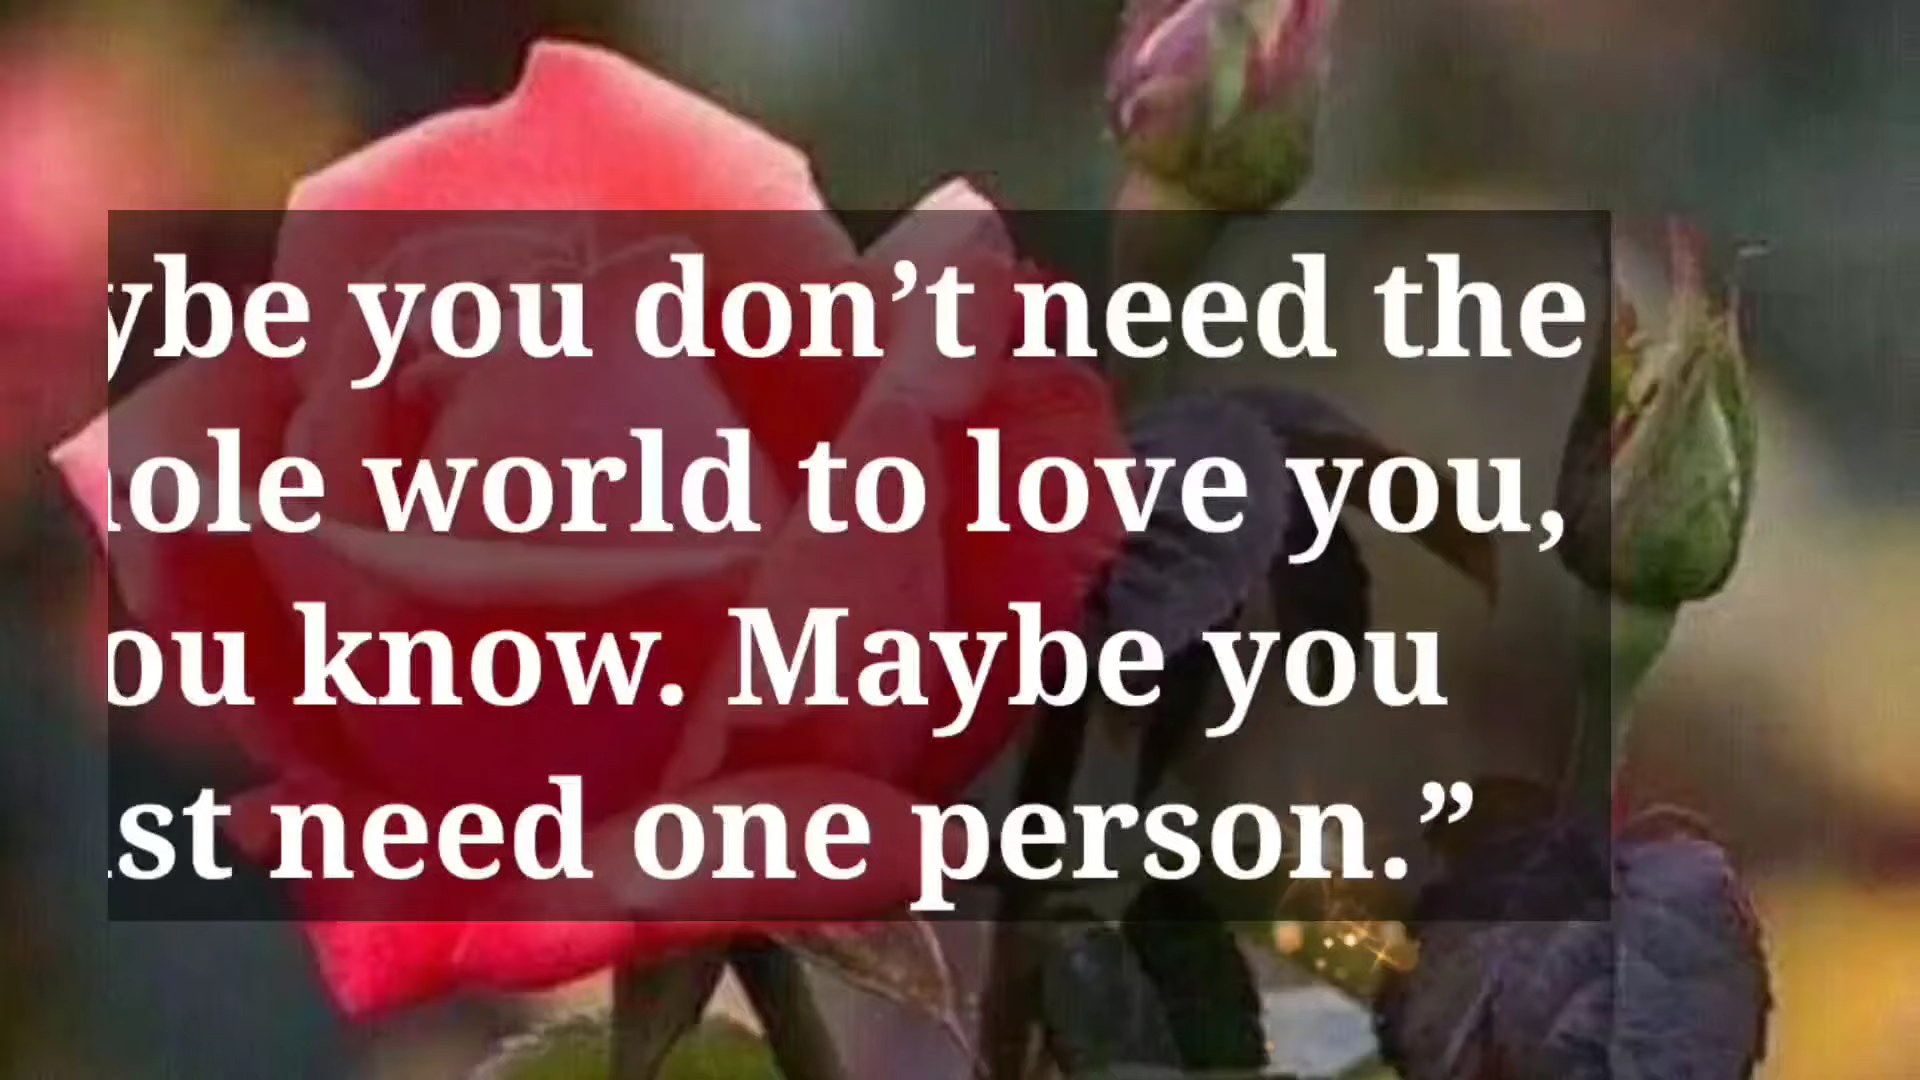 ybe you don’t need the
ole world to love you,
ou know. Maybe you
st need one person.”